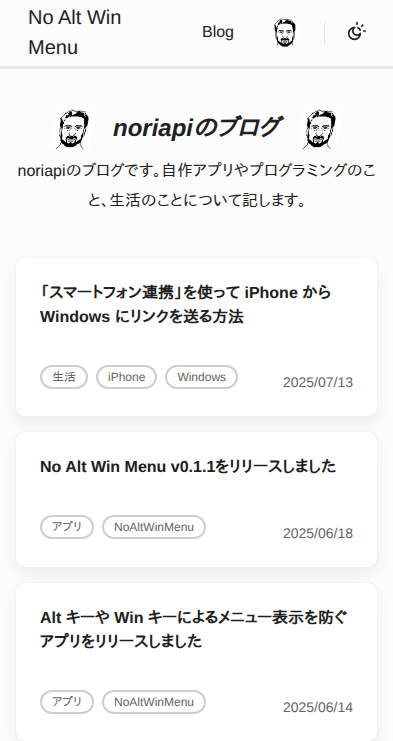 No Alt Win
Menu
Blog
noriapiのブログ
noriapiのブログです。自作アプリやプログラミングのこ
と、生活のことについて記します。
「スマートフォン連携」を使って iPhone から
Windows にリンクを送る方法
生活 iPhone Windows 2025/07/13
No Alt Win Menu v0.1.1をリリースしました
アプリ NoAltWinMenu 2025/06/18
Alt キーや Win キーによるメニュー表示を防ぐ
アプリをリリースしました
アプリ NoAltWinMenu 2025/06/14